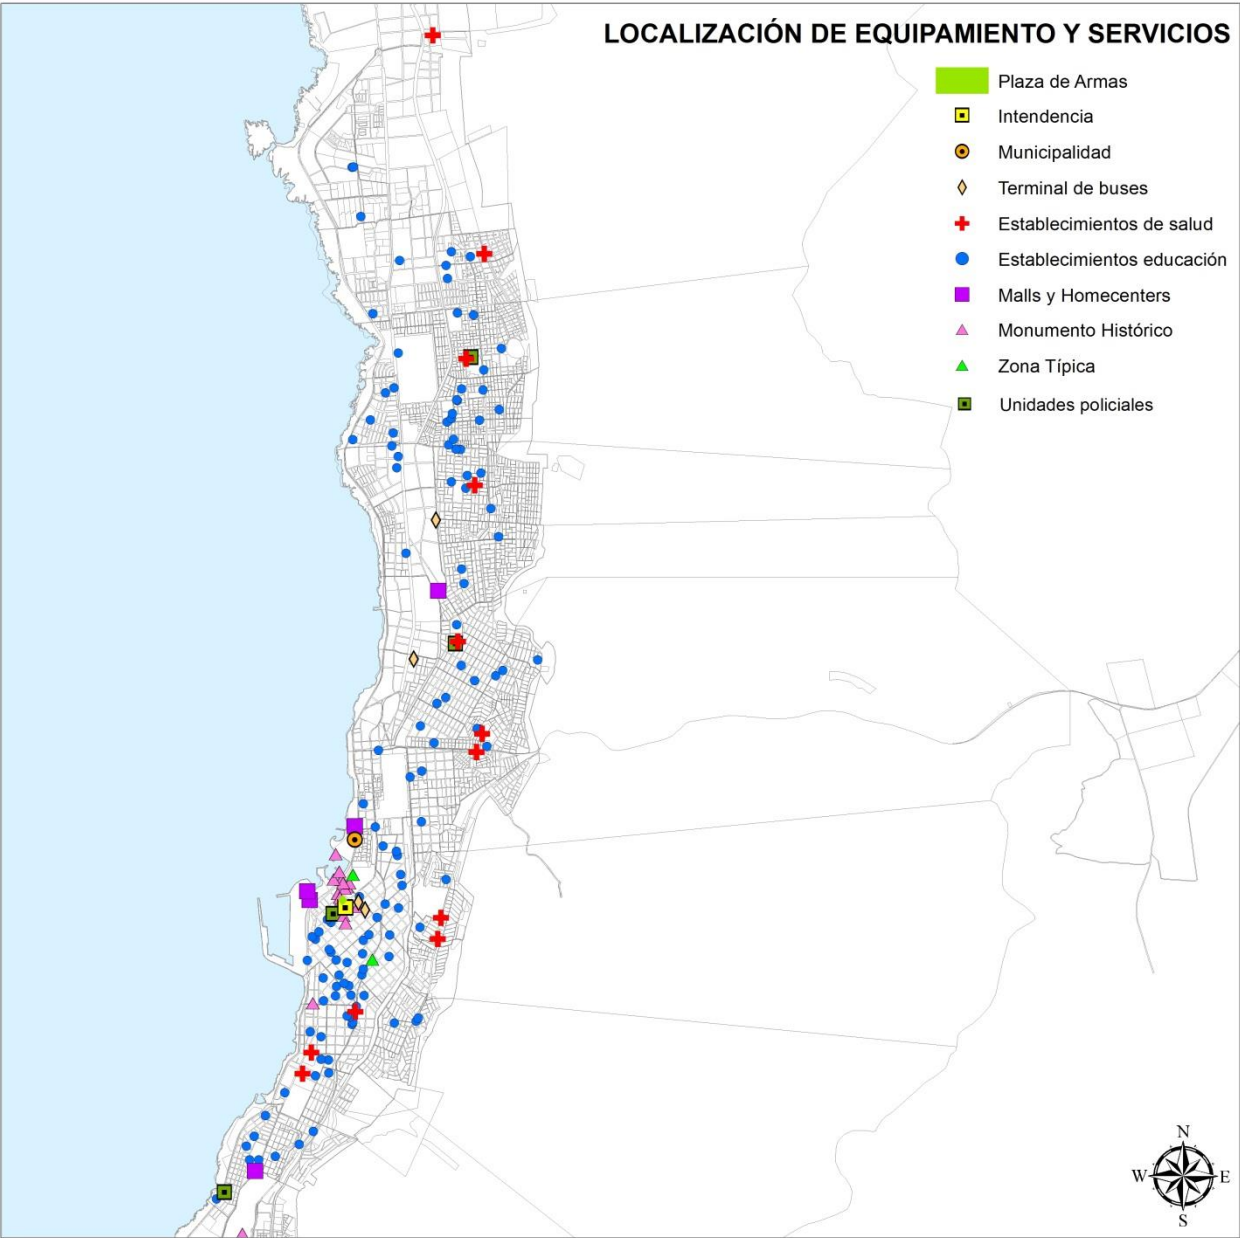 LOCALIZACIÓN DE EQUIPAMIENTO Y SERVICIOS
Plaza de Armas
Intendencia
Municipalidad
Terminal de buses
Establecimientos de salud
Establecimientos educación
Malls y Homecenters
Monumento Histórico
Zona Típica
Unidades policiales
N
W E
S